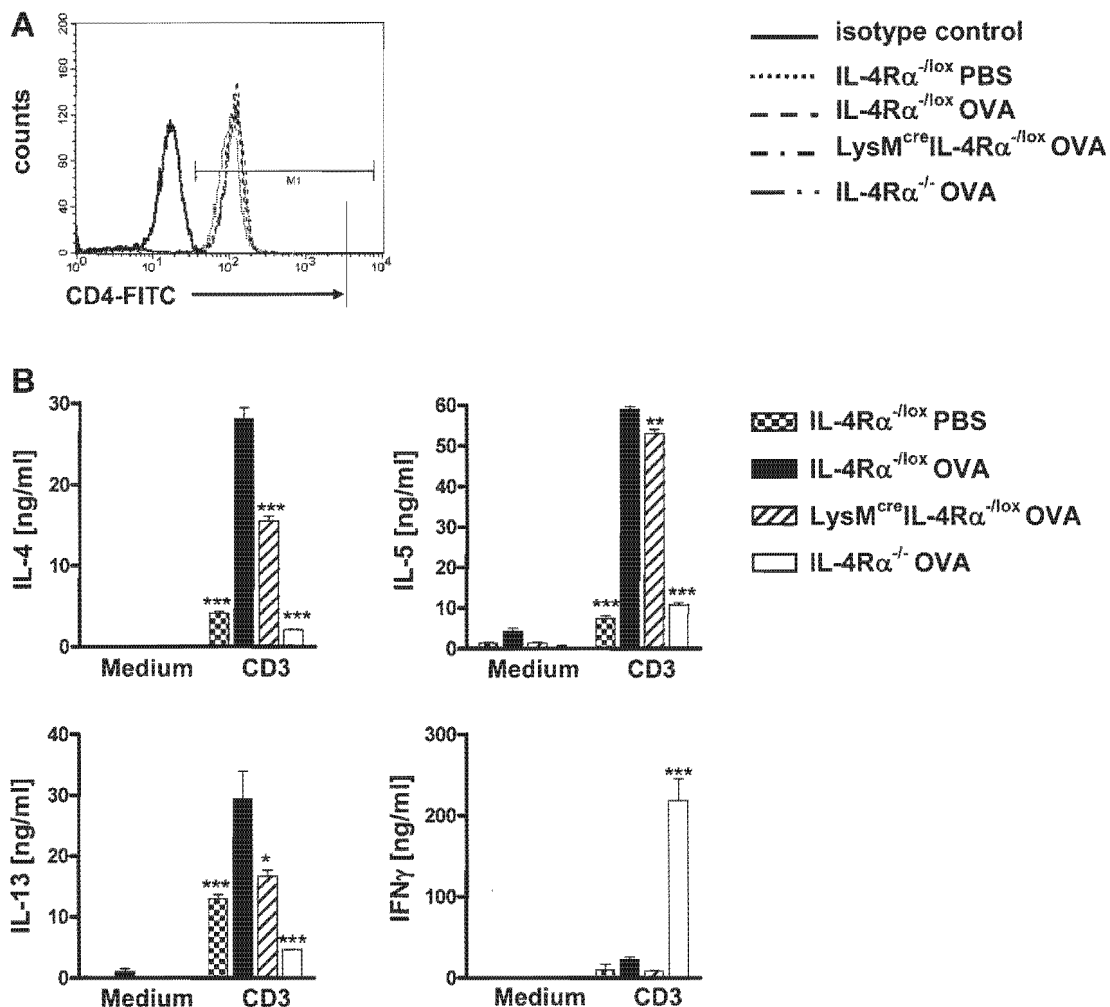 A
counts
200
160
120
80
40
0
M1
10⁰ 10¹ 10² 10³ 10⁴
CD4-FITC
isotype control
IL-4Rα-/lox PBS
IL-4Rα-/lox OVA
LysMcreIL-4Rα-/lox OVA
IL-4Rα-/- OVA
B
IL-4 [ng/ml]
30
20
10
0
***
***
***
Medium CD3
IL-5 [ng/ml]
60
50
40
30
20
10
0
***
**
***
Medium CD3
IL-4Rα-/lox PBS
IL-4Rα-/lox OVA
LysMcreIL-4Rα-/lox OVA
IL-4Rα-/- OVA
IL-13 [ng/ml]
40
30
20
10
0
***
*
***
Medium CD3
IFNγ [ng/ml]
300
200
100
0
***
Medium CD3